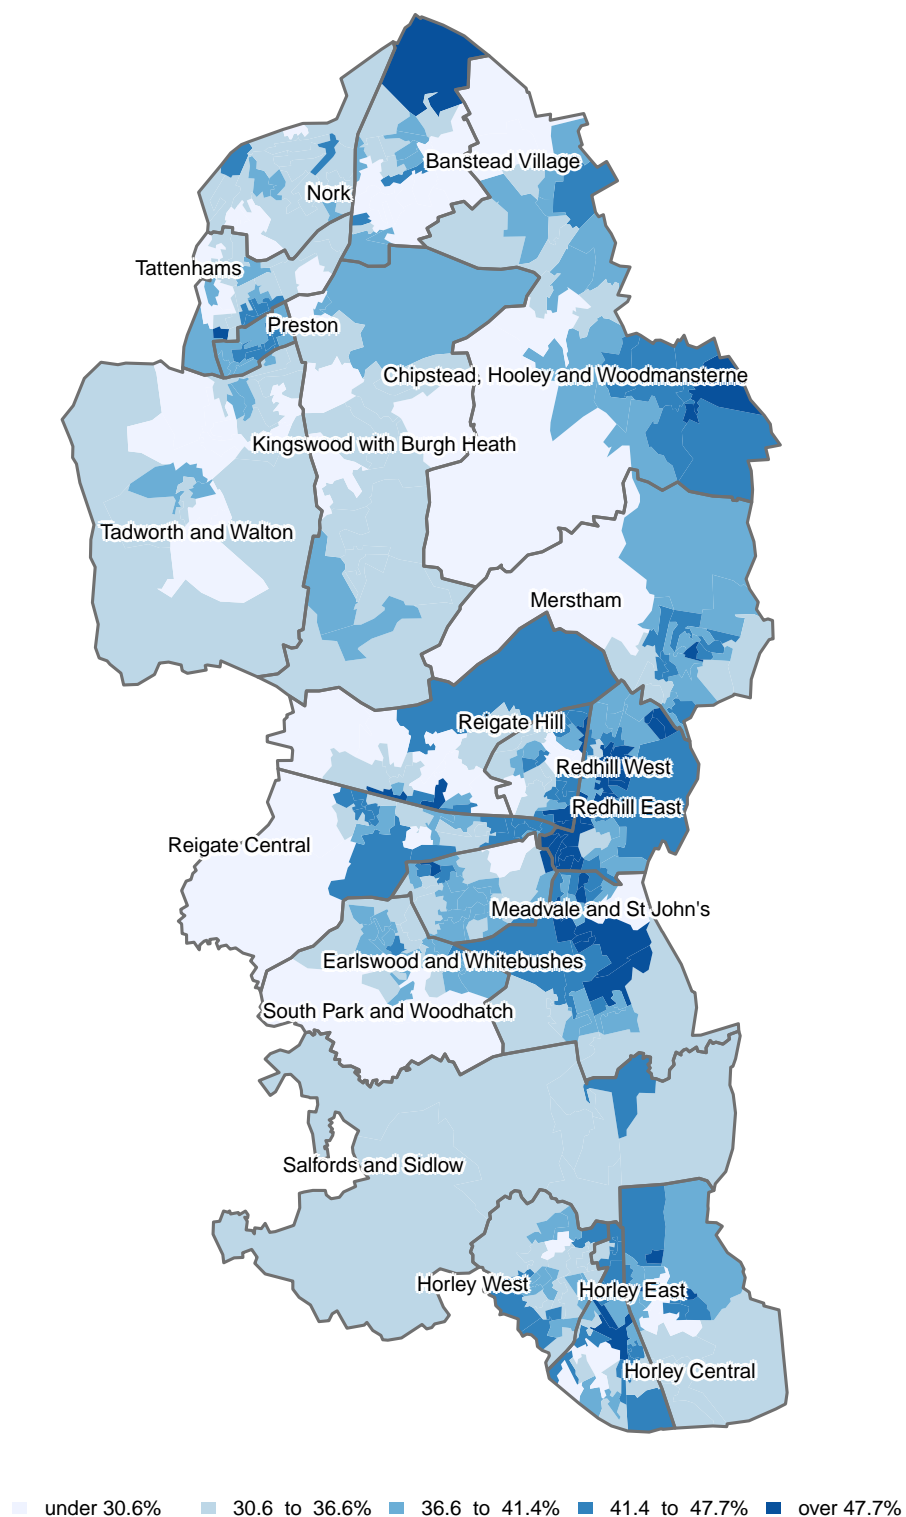 Banstead Village
Nork
Tattenhams
Preston
Chipstead, Hooley and Woodmansterne
Kingswood with Burgh Heath
Tadworth and Walton
Merstham
Reigate Hill
Redhill West
Redhill East
Reigate Central
Meadvale and St John's
Earlswood and Whitebushes
South Park and Woodhatch
Salfords and Sidlow
Horley West
Horley East
Horley Central
under 30.6% 30.6 to 36.6% 36.6 to 41.4% 41.4 to 47.7% over 47.7%